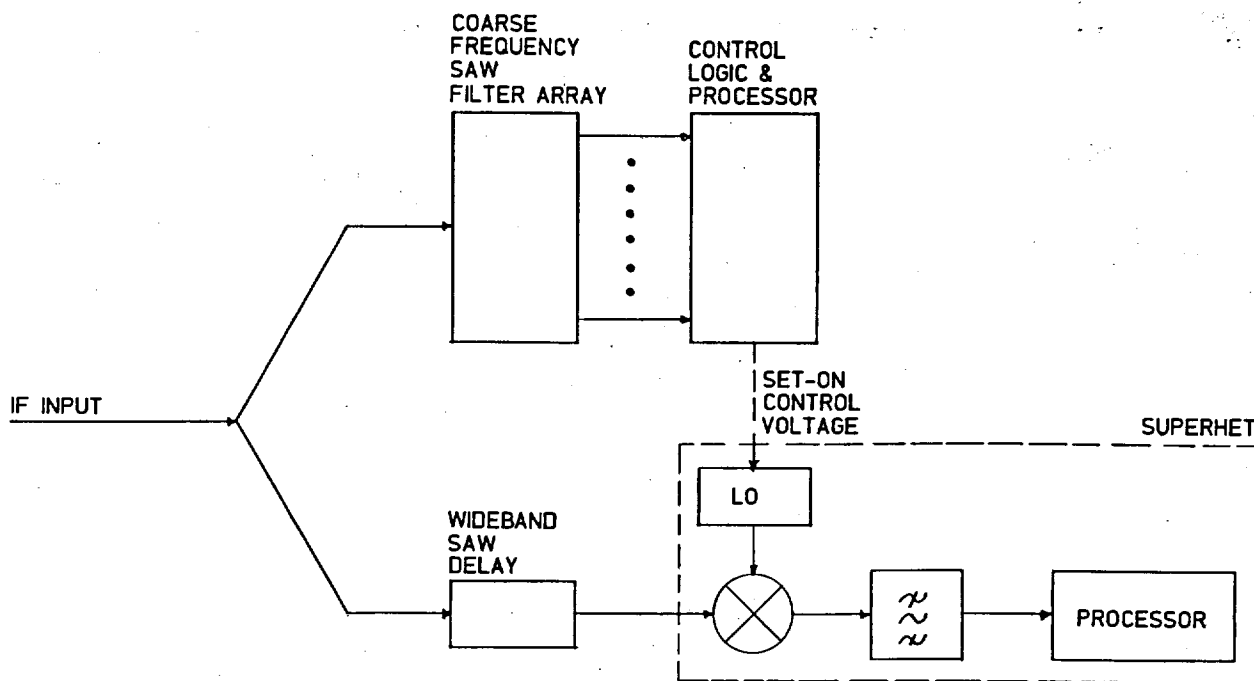 COARSE
FREQUENCY
SAW
FILTER ARRAY
CONTROL
LOGIC &
PROCESSOR
SET-ON
CONTROL
VOLTAGE
IF INPUT
SUPERHET
LO
WIDEBAND
SAW
DELAY
PROCESSOR